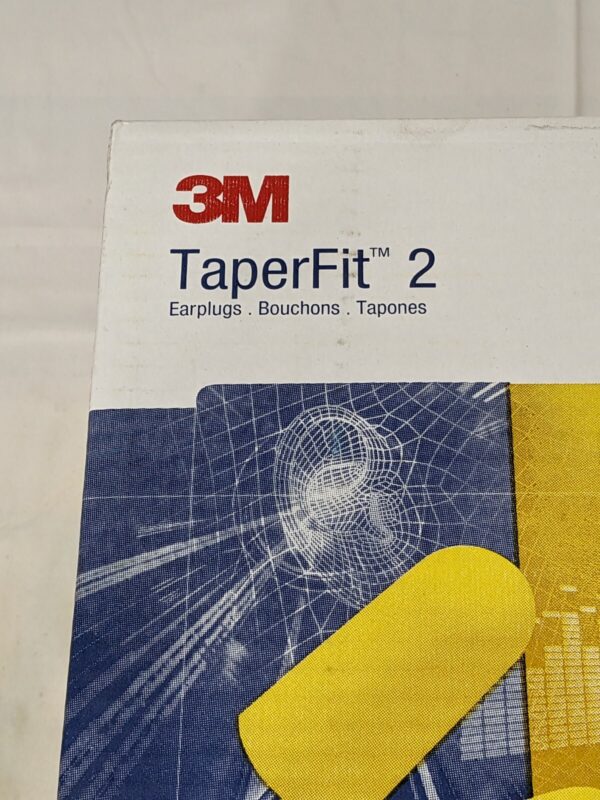 3M
TaperFit™ 2
Earplugs . Bouchons . Tapones